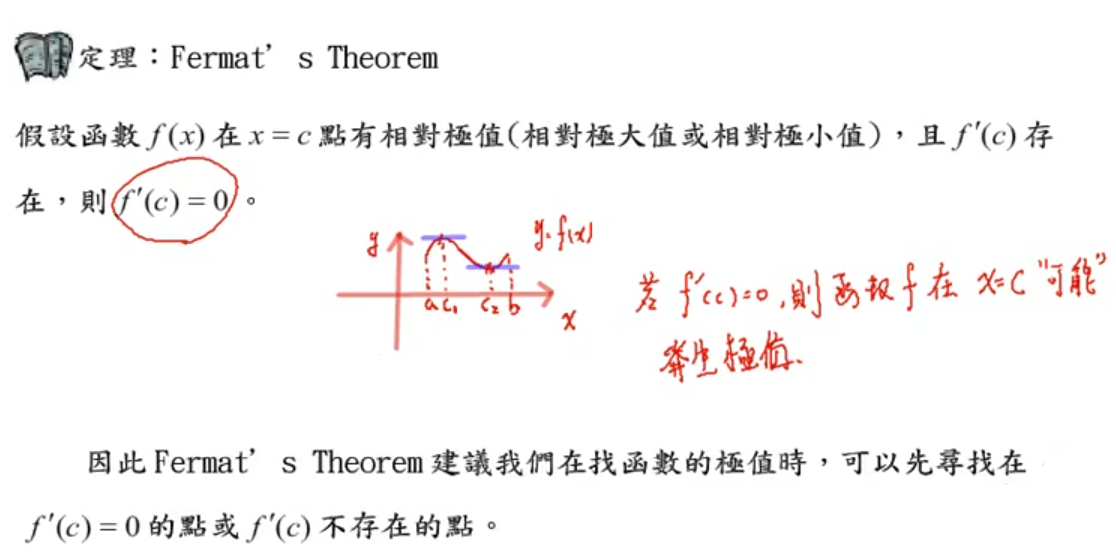 定理：Fermat's Theorem
假設函數 f(x) 在 x = c 點有相對極值(相對極大值或相對極小值)，且 f'(c) 存
在，則 f'(c) = 0。
y
y=f(x)
a c₁ c₂ b
x
若 f'(c)=0，則函數 f 在 x=c "可能"
發生極值。
因此 Fermat's Theorem 建議我們在找函數的極值時，可以先尋找在
f'(c) = 0 的點或 f'(c) 不存在的點。